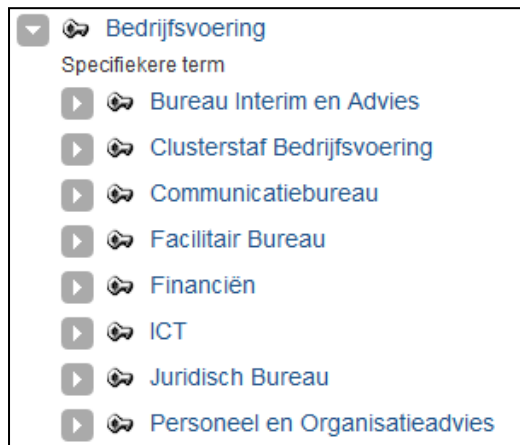 Bedrijfsvoering
Specifiekere term
Bureau Interim en Advies
Clusterstaf Bedrijfsvoering
Communicatiebureau
Facilitair Bureau
Financiën
ICT
Juridisch Bureau
Personeel en Organisatieadvies